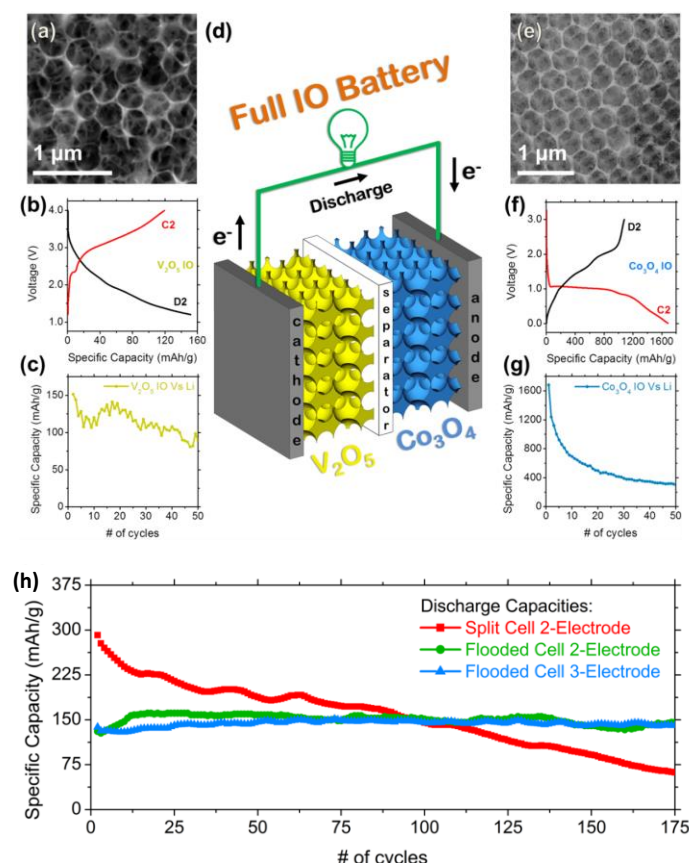 (a)
1 μm
(d)
Full IO Battery
Discharge
e-
e-
cathode
separator
anode
V2O5
Co3O4
(e)
1 μm
(b)
4.0
3.0
2.0
1.0
Voltage (V)
C2
V2O5 IO
D2
0 40 80 120 160
Specific Capacity (mAh/g)
(c)
150
100
50
0
Specific Capacity (mAh/g)
V2O5 IO Vs Li
0 10 20 30 40 50
# of cycles
(f)
3.0
2.0
1.0
0.0
Voltage (V)
D2
Co3O4 IO
C2
0 400 800 1200 1600
Specific Capacity (mAh/g)
(g)
1600
1200
800
400
0
Specific Capacity (mAh/g)
Co3O4 IO Vs Li
0 10 20 30 40 50
# of cycles
(h)
375
300
225
150
75
0
Specific Capacity (mAh/g)
Discharge Capacities:
Split Cell 2-Electrode
Flooded Cell 2-Electrode
Flooded Cell 3-Electrode
0 25 50 75 100 125 150 175
# of cycles